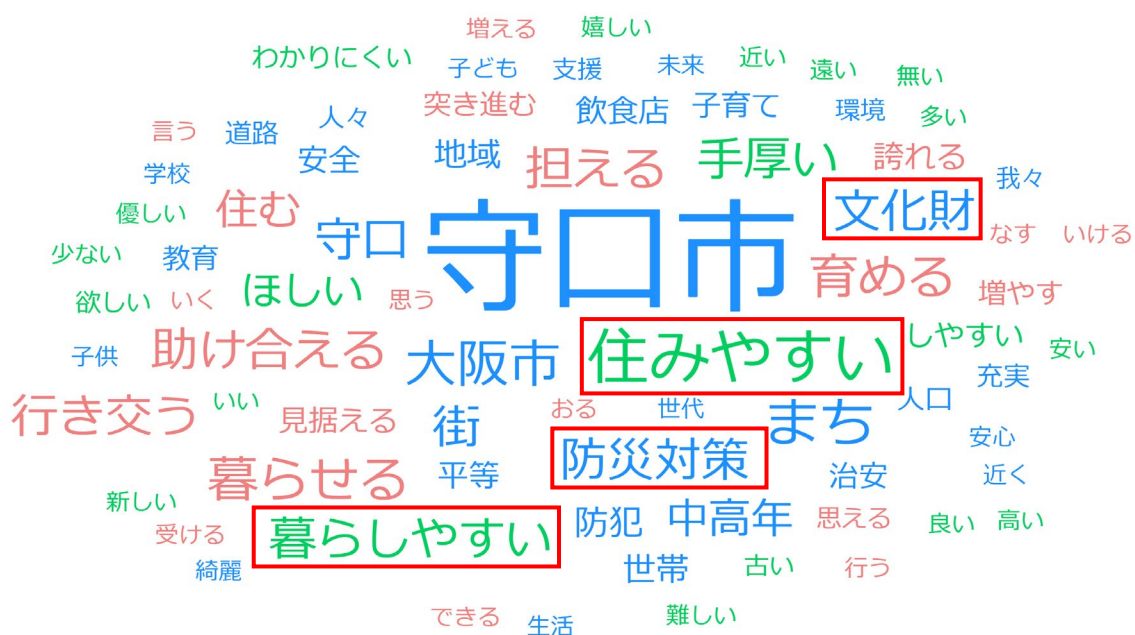 増える 嬉しい
わかりにくい 子ども 支援 未来 近い 遠い 無い
突き進む 飲食店 子育て 環境 多い
言う 道路 人々
学校 安全 地域 担える 手厚い 誇れる 我々
優しい 住む 守口 守口市 文化財 なす いける
少ない 教育
欲しい いく ほしい 思う 育める 増やす
子供 助け合える 大阪市 住みやすい しやすい 安い
行き交う いい 見据える 街 おる 世代 まち 人口 充実
暮らせる 平等 防災対策 治安 安心 近く
新しい
受ける 暮らしやすい 防犯 中高年 思える 良い 高い
綺麗 世帯 古い 行う
できる 生活 難しい